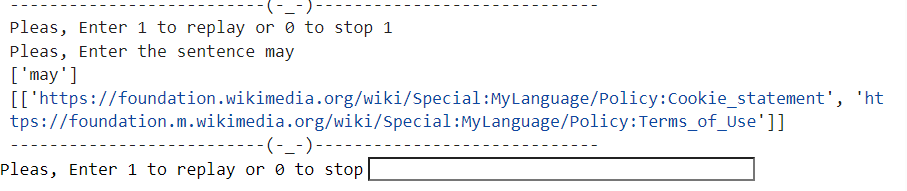 --------------------------(-_-)-----------------------------
Pleas, Enter 1 to replay or 0 to stop 1
Pleas, Enter the sentence may
['may']
[['https://foundation.wikimedia.org/wiki/Special:MyLanguage/Policy:Cookie_statement', 'ht
tps://foundation.m.wikimedia.org/wiki/Special:MyLanguage/Policy:Terms_of_Use']]
--------------------------(-_-)-----------------------------
Pleas, Enter 1 to replay or 0 to stop